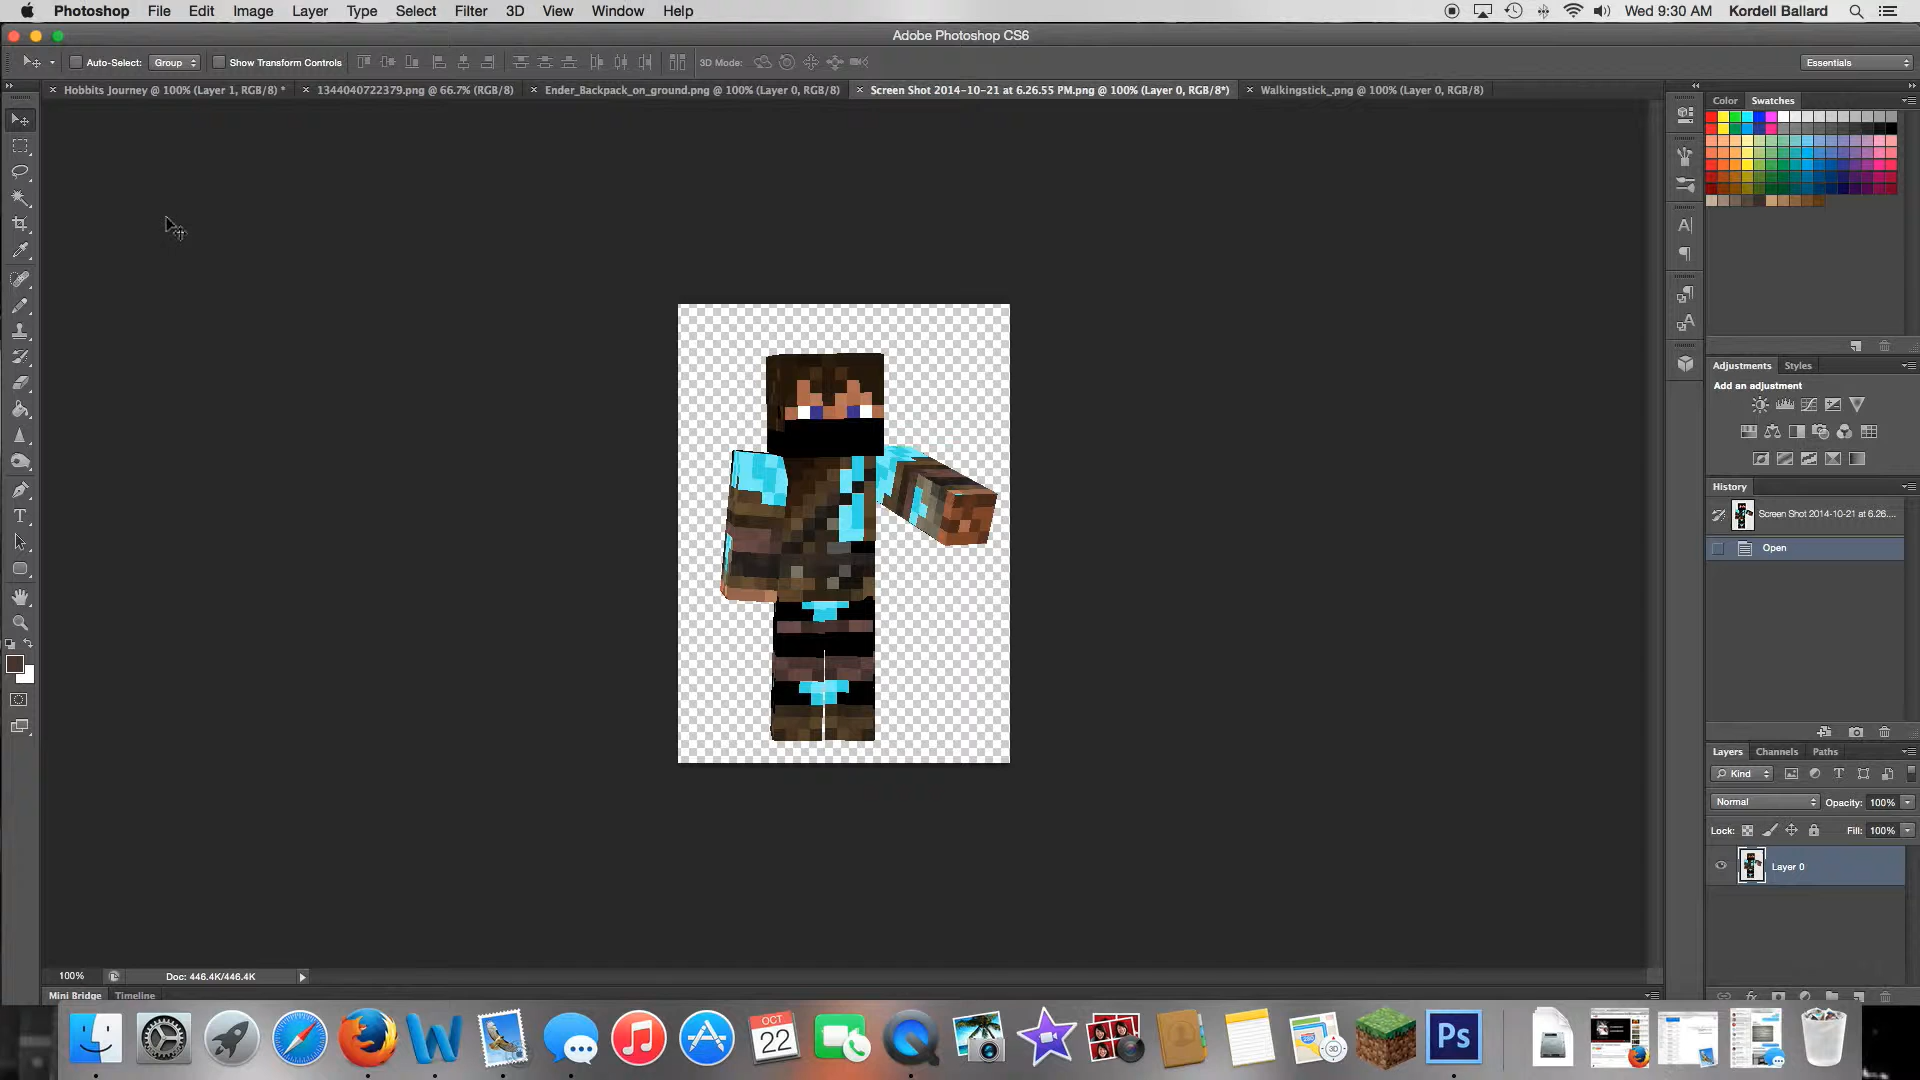 Photoshop File Edit Image Layer Type Select Filter 3D View Window Help Wed 9:30 AM Kordell Ballard
Adobe Photoshop CS6
Auto-Select: Group Show Transform Controls 3D Mode: Essentials
Hobbits Journey @ 100% (Layer 1, RGB/8) * 1344040722379.png @ 66.7% (RGB/8) Ender_Backpack_on_ground.png @ 100% (Layer 0, RGB/8) Screen Shot 2014-10-21 at 6.26.55 PM.png @ 100% (Layer 0, RGB/8*) Walkingstick_.png @ 100% (Layer 0, RGB/8)
Color Swatches
Adjustments Styles
Add an adjustment
History
Screen Shot 2014-10-21 at 6.26....
Open
Layers Channels Paths
Kind
Normal Opacity: 100%
Lock: Fill: 100%
Layer 0
100% Doc: 446.4K/446.4K
Mini Bridge Timeline
OCT
22
3D
Ps